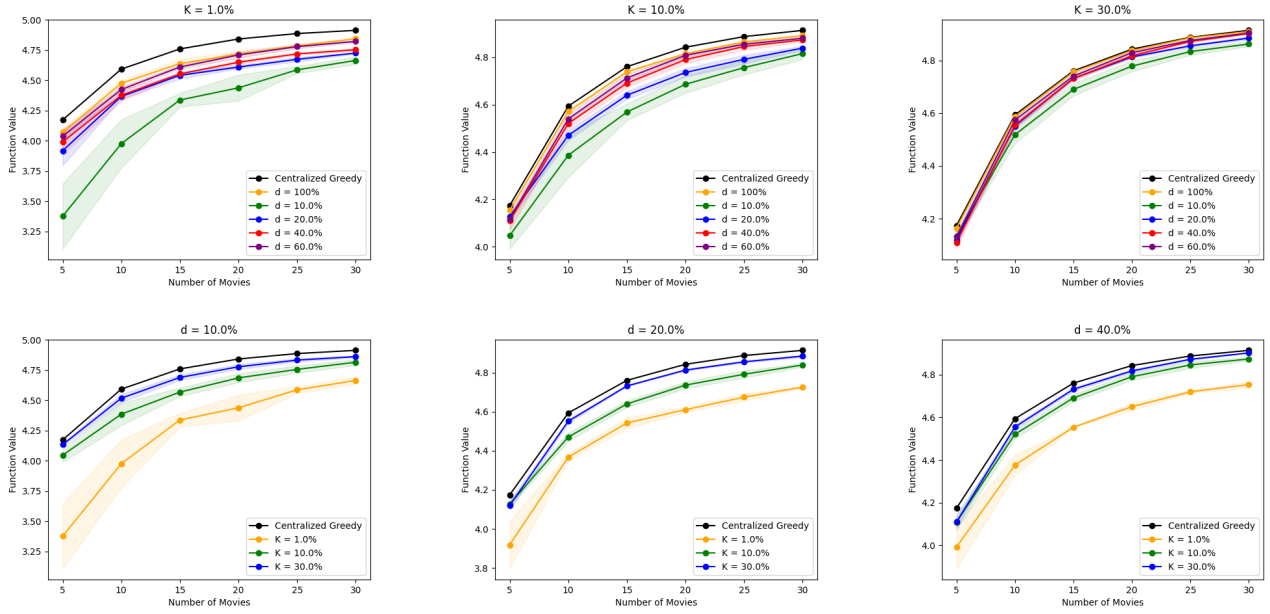 K = 1.0%
Function Value
5.00
4.75
4.50
4.25
4.00
3.75
3.50
3.25
Centralized Greedy
d = 100%
d = 10.0%
d = 20.0%
d = 40.0%
d = 60.0%
5 10 15 20 25 30
Number of Movies
K = 10.0%
Function Value
4.8
4.6
4.4
4.2
4.0
Centralized Greedy
d = 100%
d = 10.0%
d = 20.0%
d = 40.0%
d = 60.0%
5 10 15 20 25 30
Number of Movies
K = 30.0%
Function Value
4.8
4.6
4.4
4.2
Centralized Greedy
d = 100%
d = 10.0%
d = 20.0%
d = 40.0%
d = 60.0%
5 10 15 20 25 30
Number of Movies
d = 10.0%
Function Value
5.00
4.75
4.50
4.25
4.00
3.75
3.50
3.25
Centralized Greedy
K = 1.0%
K = 10.0%
K = 30.0%
5 10 15 20 25 30
Number of Movies
d = 20.0%
Function Value
4.8
4.6
4.4
4.2
4.0
3.8
Centralized Greedy
K = 1.0%
K = 10.0%
K = 30.0%
5 10 15 20 25 30
Number of Movies
d = 40.0%
Function Value
4.8
4.6
4.4
4.2
4.0
Centralized Greedy
K = 1.0%
K = 10.0%
K = 30.0%
5 10 15 20 25 30
Number of Movies